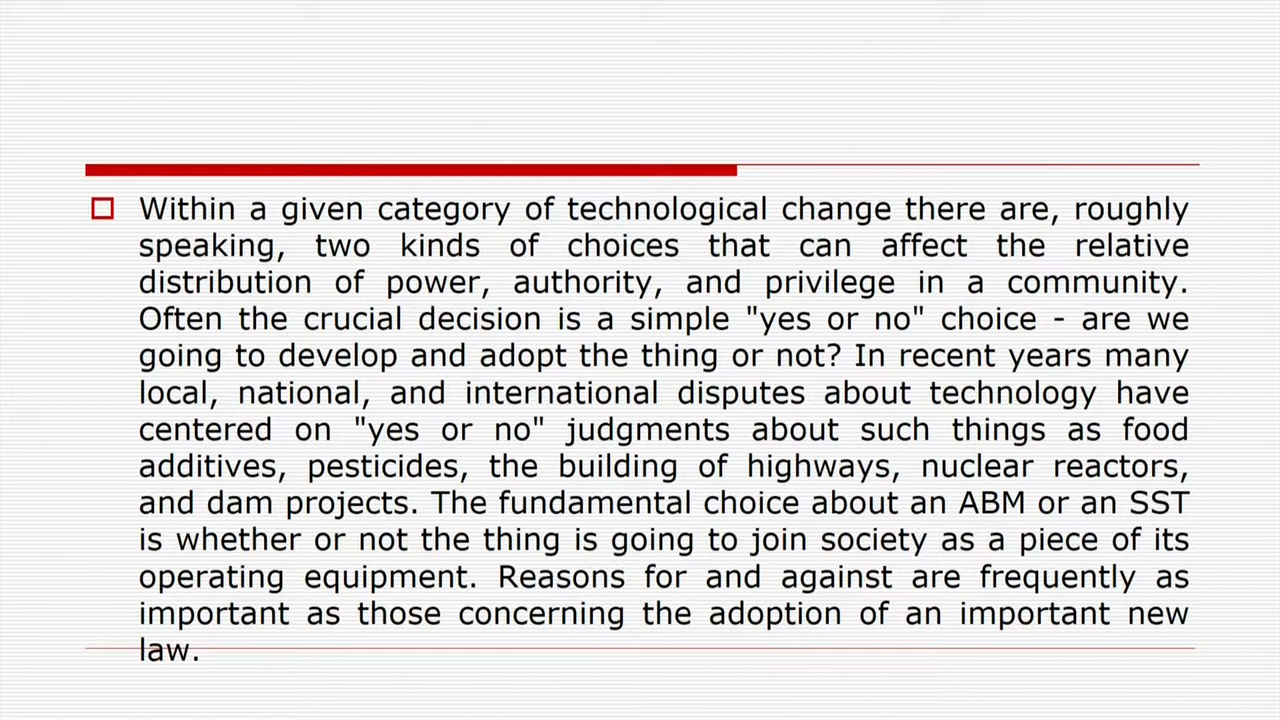 Within a given category of technological change there are, roughly
speaking, two kinds of choices that can affect the relative
distribution of power, authority, and privilege in a community.
Often the crucial decision is a simple "yes or no" choice - are we
going to develop and adopt the thing or not? In recent years many
local, national, and international disputes about technology have
centered on "yes or no" judgments about such things as food
additives, pesticides, the building of highways, nuclear reactors,
and dam projects. The fundamental choice about an ABM or an SST
is whether or not the thing is going to join society as a piece of its
operating equipment. Reasons for and against are frequently as
important as those concerning the adoption of an important new
law.